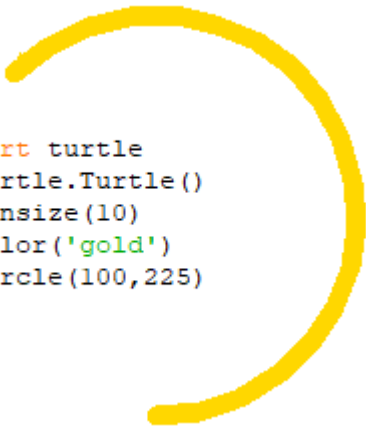 rt turtle
rtle.Turtle()
nsize(10)
lor('gold')
rcle(100,225)